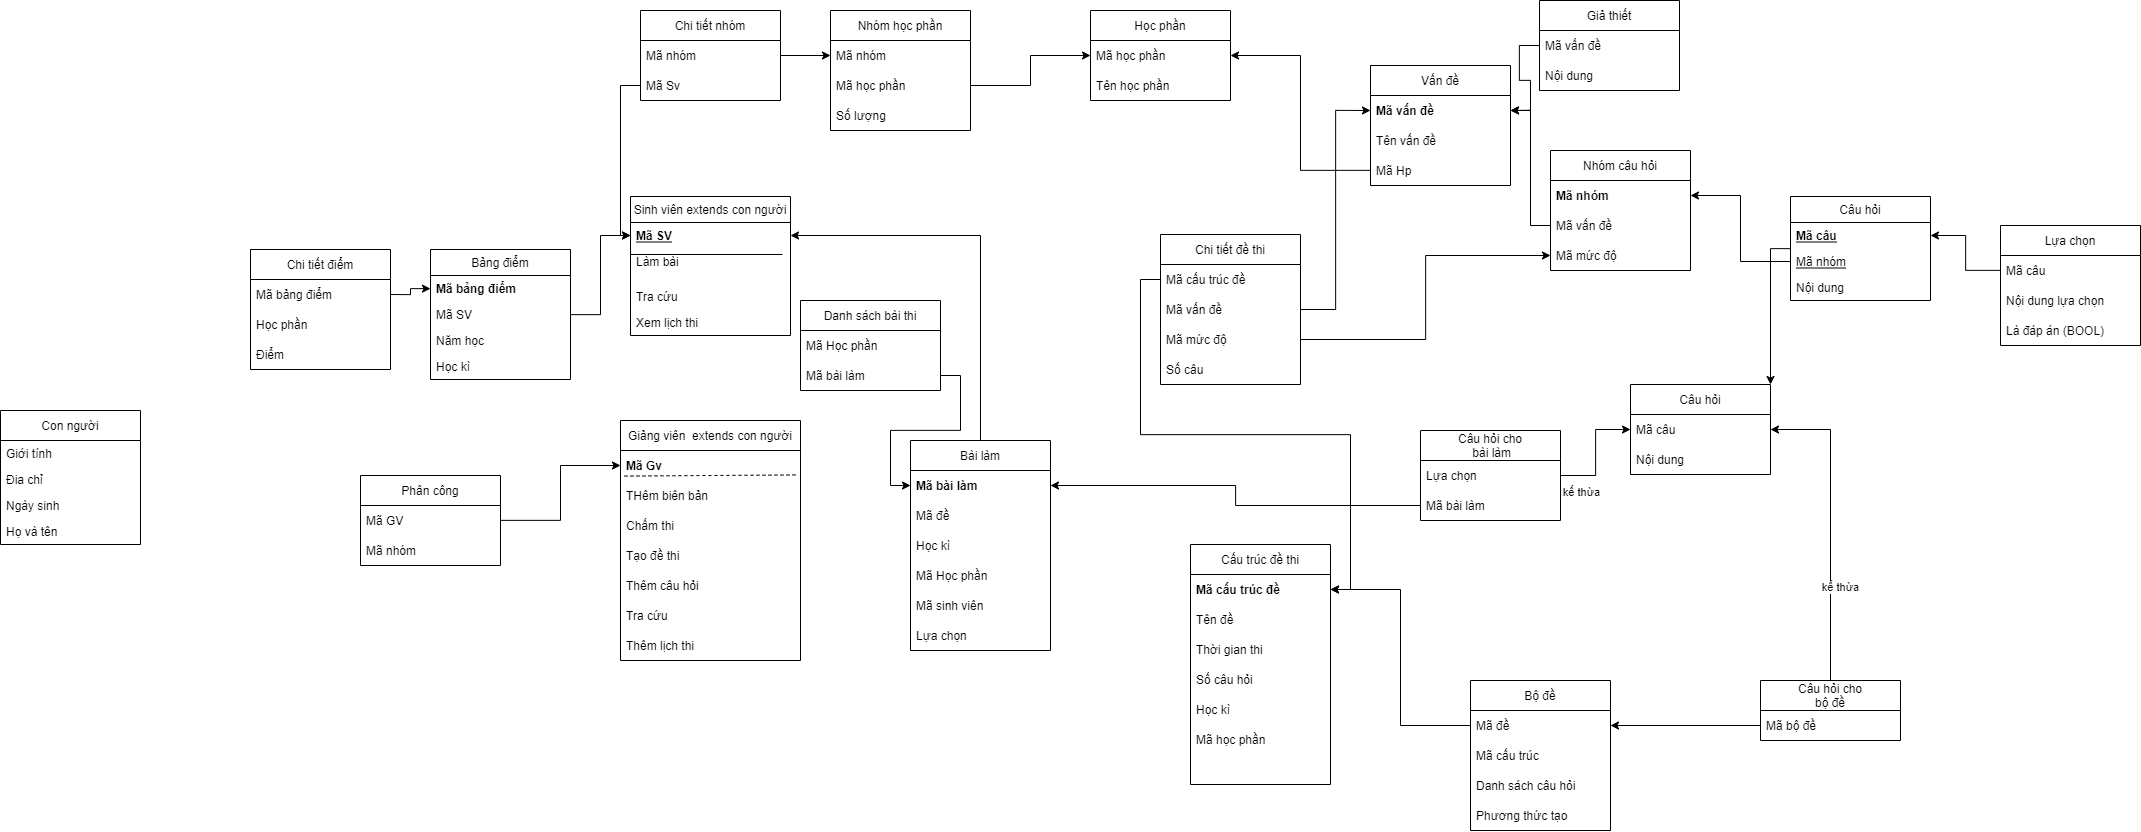 Chi tiết nhóm
Mã nhóm
Mã Sv
Nhóm học phần
Mã nhóm
Mã học phần
Số lượng
Học phần
Mã học phần
Tên học phần
Giả thiết
Mã vấn đề
Nội dung
Vấn đề
Mã vấn đề
Tên vấn đề
Mã Hp
Nhóm câu hỏi
Mã nhóm
Mã vấn đề
Mã mức độ
Câu hỏi
Mã câu
Mã nhóm
Nội dung
Lựa chọn
Mã câu
Nội dung lựa chọn
Là đáp án (BOOL)
Chi tiết điểm
Mã bảng điểm
Học phần
Điểm
Bảng điểm
Mã bảng điểm
Mã SV
Năm học
Học kì
Sinh viên extends con người
Mã SV
Làm bài
Tra cứu
Xem lịch thi
Danh sách bài thi
Mã Học phần
Mã bài làm
Chi tiết đề thi
Mã cấu trúc đề
Mã vấn đề
Mã mức độ
Số câu
Câu hỏi
Mã câu
Nội dung
Con người
Giới tính
Đia chỉ
Ngày sinh
Họ và tên
Phân công
Mã GV
Mã nhóm
Giảng viên  extends con người
Mã Gv
THêm biên bản
Chấm thi
Tạo đề thi
Thêm câu hỏi
Tra cứu
Thêm lịch thi
Bài làm
Mã bài làm
Mã đề
Học kì
Mã Học phần
Mã sinh viên
Lựa chọn
Câu hỏi cho
bài làm
Lựa chọn
Mã bài làm
kế thừa
Cấu trúc đề thi
Mã cấu trúc đề
Tên đề
Thời gian thi
Số câu hỏi
Học kì
Mã học phần
Bộ đề
Mã đề
Mã cấu trúc
Danh sách câu hỏi
Phương thức tạo
kế thừa
Câu hỏi cho
bộ đề
Mã bộ đề